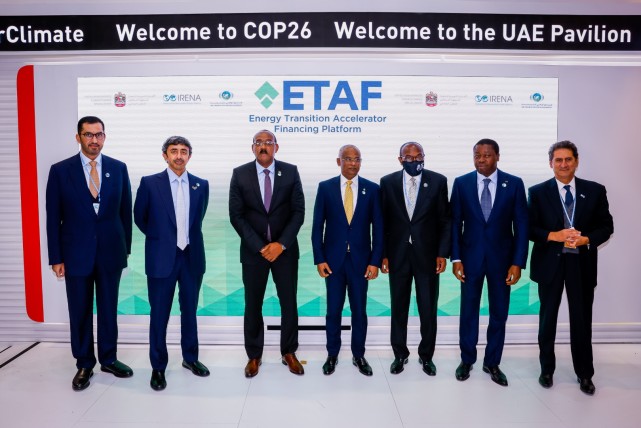 rClimate Welcome to COP26 Welcome to the UAE Pavilion
ETAF
IRENA
IRENA
Energy Transition Accelerator
Financing Platform